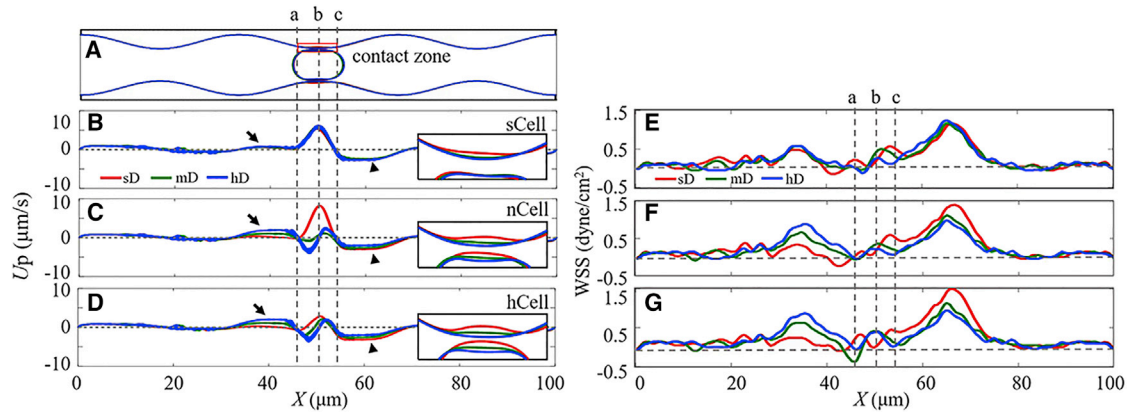 a b c
A
contact zone
10
B
sCell
0
sD mD hD
-10
10
C
nCell
0
-10
10
D
hCell
0
-10
Up (μm/s)
0 20 40 60 80 100
X (μm)
a b c
1.5
E
0.5
sD mD hD
-0.5
1.5
F
0.5
-0.5
1.5
G
0.5
-0.5
WSS (dync/cm²)
0 20 40 60 80 100
X (μm)